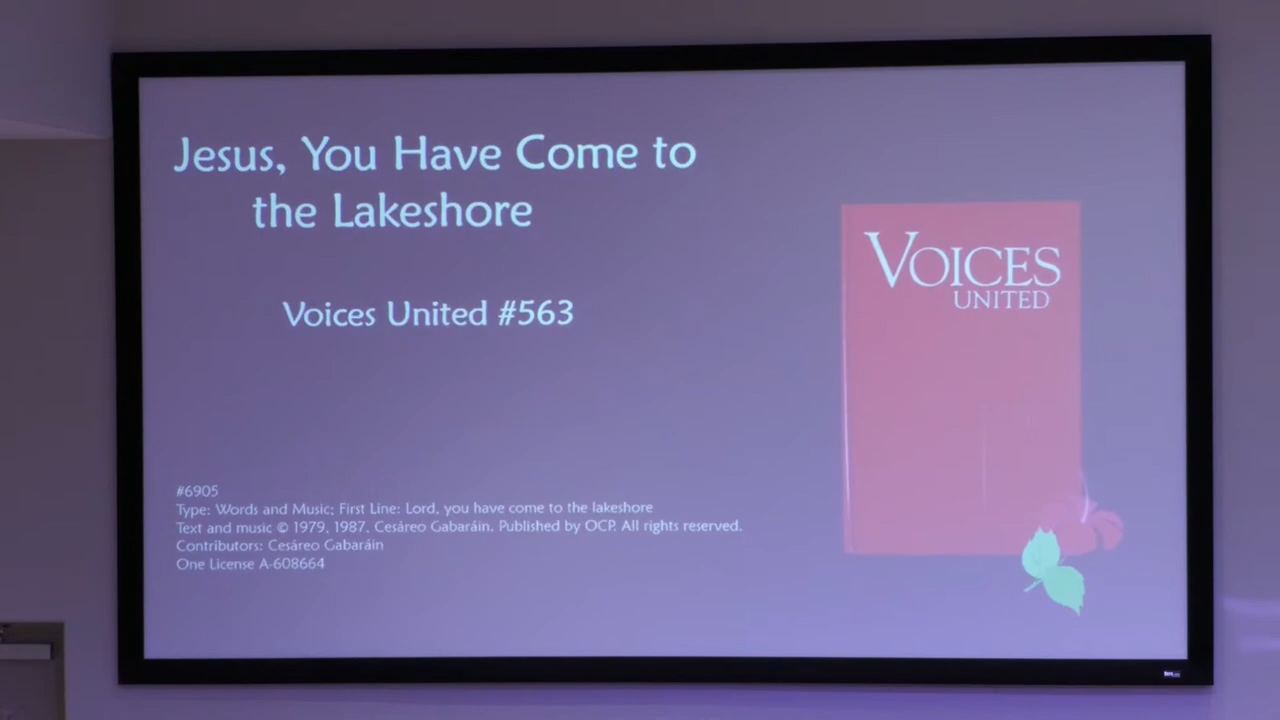 Jesus, You Have Come to
the Lakeshore
Voices United #563
VOICES
UNITED
#6905
Type: Words and Music; First Line: Lord, you have come to the lakeshore
Text and music © 1979, 1987, Cesáreo Gabaráin. Published by OCP. All rights reserved.
Contributors: Cesáreo Gabaráin
One License A-608664